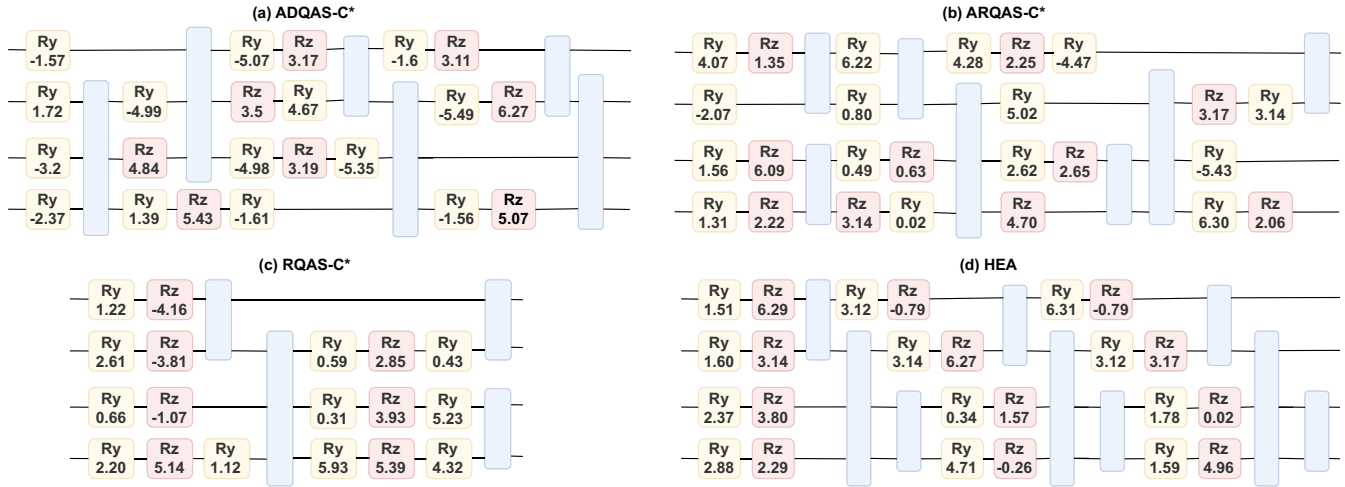 (a) ADQAS-C*
Ry Ry Rz Ry Rz
-1.57 -5.07 3.17 -1.6 3.11
Ry Ry Rz Ry Ry Rz
1.72 -4.99 3.5 4.67 -5.49 6.27
Ry Rz Ry Rz Ry
-3.2 4.84 -4.98 3.19 -5.35
Ry Ry Rz Ry Ry Rz
-2.37 1.39 5.43 -1.61 -1.56 5.07
(b) ARQAS-C*
Ry Rz Ry Ry Rz Ry
4.07 1.35 6.22 4.28 2.25 -4.47
Ry Ry Ry Rz Ry
-2.07 0.80 5.02 3.17 3.14
Ry Rz Ry Rz Ry Rz Ry
1.56 6.09 0.49 0.63 2.62 2.65 -5.43
Ry Rz Rz Ry Rz Ry Rz
1.31 2.22 3.14 0.02 4.70 6.30 2.06
(c) RQAS-C*
Ry Rz
1.22 -4.16
Ry Rz Ry Rz Ry
2.61 -3.81 0.59 2.85 0.43
Ry Rz Ry Rz Ry
0.66 -1.07 0.31 3.93 5.23
Ry Rz Ry Ry Rz Ry
2.20 5.14 1.12 5.93 5.39 4.32
(d) HEA
Ry Rz Ry Rz Ry Rz
1.51 6.29 3.12 -0.79 6.31 -0.79
Ry Rz Ry Rz Ry Rz
1.60 3.14 3.14 6.27 3.12 3.17
Ry Rz Ry Rz Ry Rz
2.37 3.80 0.34 1.57 1.78 0.02
Ry Rz Ry Rz Ry Rz
2.88 2.29 4.71 -0.26 1.59 4.96